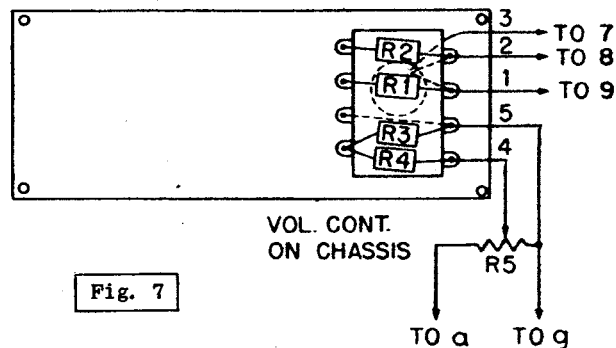 3 TO 7
R2 2 TO 8
R1 1 TO 9
R3 5
R4 4
VOL. CONT.
ON CHASSIS
R5
Fig. 7
TO a TO g